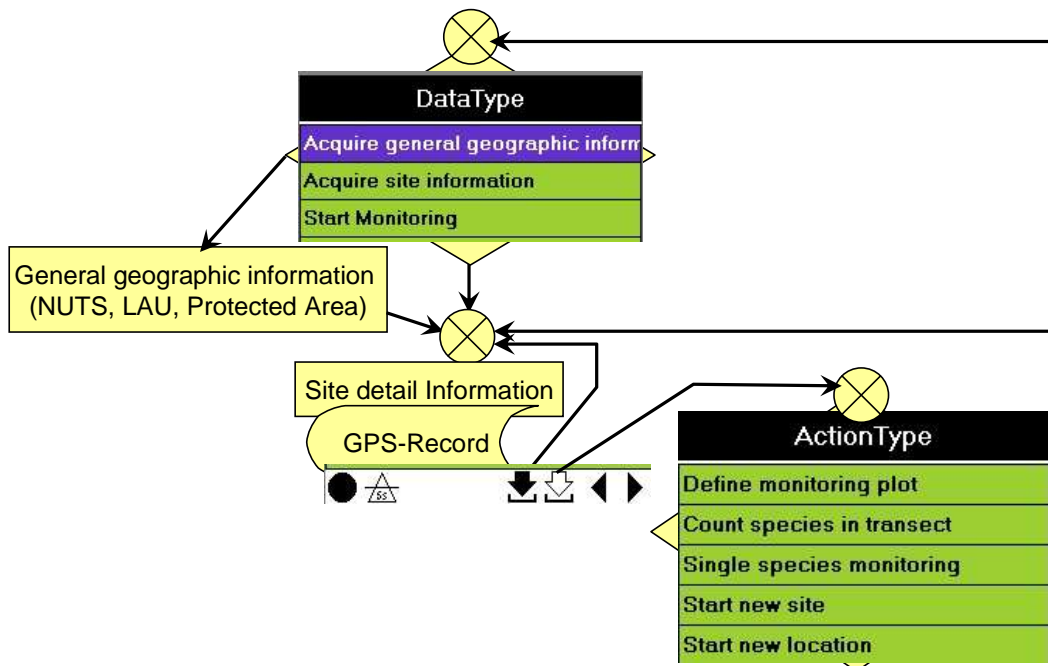 DataType
Acquire general geographic inform
Acquire site information
Start Monitoring
General geographic information
(NUTS, LAU, Protected Area)
Site detail Information
GPS-Record
5s
ActionType
Define monitoring plot
Count species in transect
Single species monitoring
Start new site
Start new location